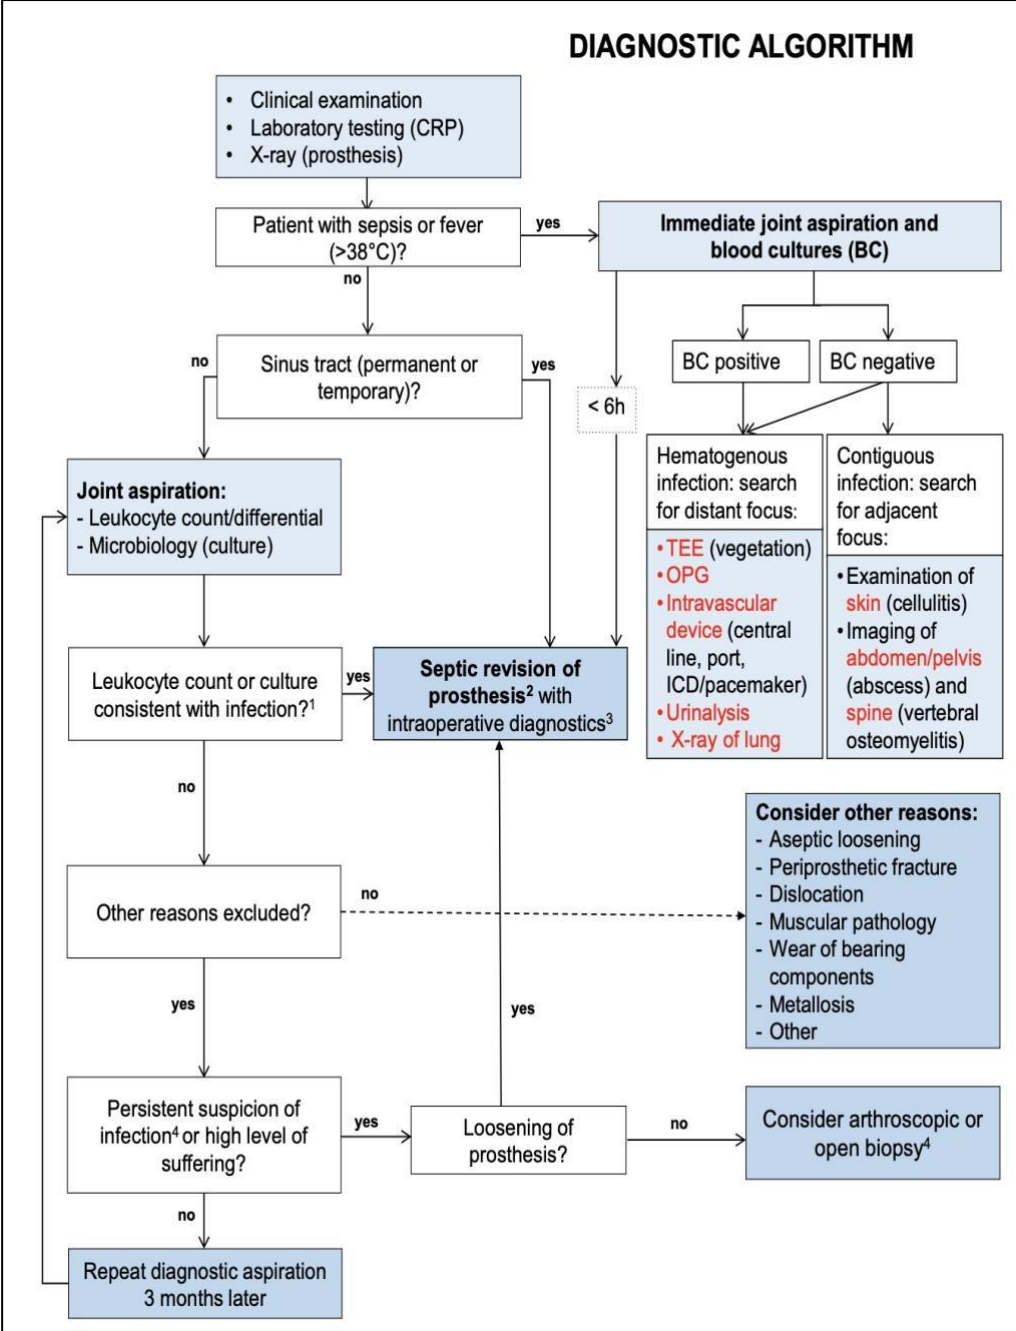 DIAGNOSTIC ALGORITHM
• Clinical examination
• Laboratory testing (CRP)
• X-ray (prosthesis)
Patient with sepsis or fever
(>38°C)?
yes
Immediate joint aspiration and
blood cultures (BC)
no
Sinus tract (permanent or
temporary)?
no
yes
< 6h
BC positive
BC negative
Hematogenous
infection: search
for distant focus:
• TEE (vegetation)
• OPG
• Intravascular
device (central
line, port,
ICD/pacemaker)
• Urinalysis
• X-ray of lung
Contiguous
infection: search
for adjacent
focus:
• Examination of
skin (cellulitis)
• Imaging of
abdomen/pelvis
(abscess) and
spine (vertebral
osteomyelitis)
Joint aspiration:
- Leukocyte count/differential
- Microbiology (culture)
Leukocyte count or culture
consistent with infection?¹
yes
Septic revision of
prosthesis² with
intraoperative diagnostics³
no
Other reasons excluded?
no
Consider other reasons:
- Aseptic loosening
- Periprosthetic fracture
- Dislocation
- Muscular pathology
- Wear of bearing
components
- Metallosis
- Other
yes
yes
Persistent suspicion of
infection⁴ or high level of
suffering?
yes
Loosening of
prosthesis?
no
Consider arthroscopic or
open biopsy⁴
no
Repeat diagnostic aspiration
3 months later